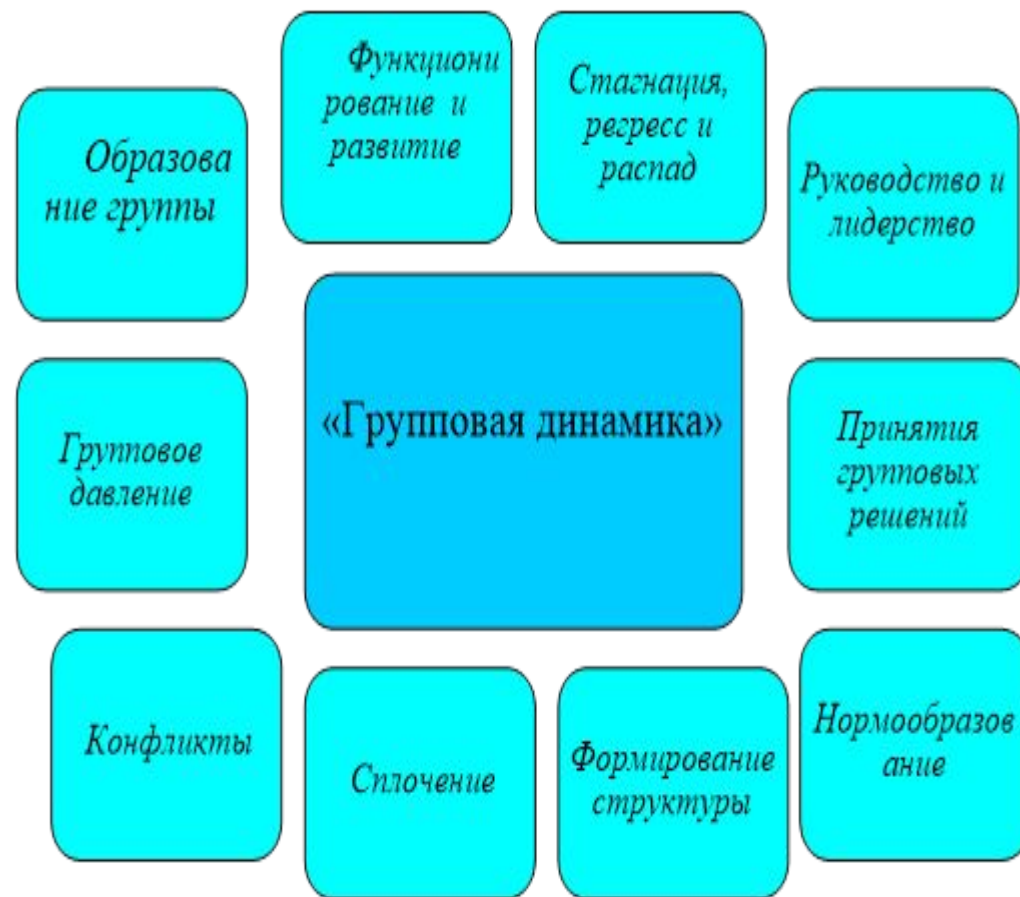 Функциони
рование и
развитие
Стагнация,
регресс и
распад
Образова
ние группы
Руководство и
лидерство
«Групповая динамика»
Групповое
давление
Принятия
групповых
решений
Конфликты
Сплочение
Формирование
структуры
Нормообразов
ание